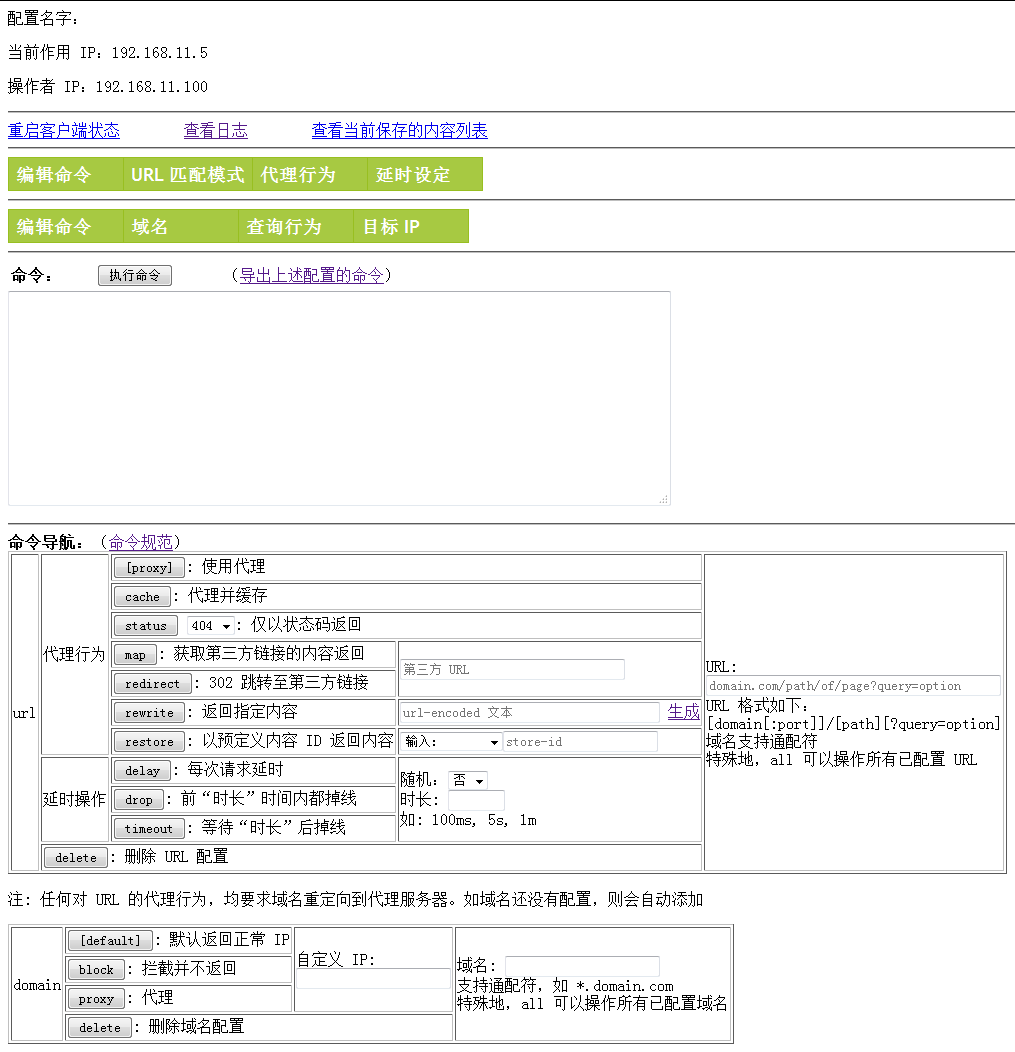 配置名字:
当前作用 IP: 192.168.11.5
操作者 IP: 192.168.11.100
重启客户端状态 查看日志 查看当前保存的内容列表
编辑命令 URL 匹配模式 代理行为 延时设定
编辑命令 域名 查询行为 目标 IP
命令: 执行命令 (导出上述配置的命令)
命令导航: (命令规范)
url
代理行为
[proxy] : 使用代理
cache : 代理并缓存
status 404 : 仅以状态码返回
map : 获取第三方链接的内容返回
redirect : 302 跳转至第三方链接
第三方 URL
rewrite : 返回指定内容
url-encoded 文本 生成
restore : 以预定义内容 ID 返回内容
输入: store-id
延时操作
delay : 每次请求延时
drop : 前“时长”时间内都掉线
timeout : 等待“时长”后掉线
随机: 否
时长:
如: 100ms, 5s, 1m
delete : 删除 URL 配置
URL:
domain.com/path/of/page?query=option
URL 格式如下:
[domain[:port]]/[path][?query=option]
域名支持通配符
特殊地, all 可以操作所有已配置 URL
注: 任何对 URL 的代理行为, 均要求域名重定向到代理服务器。如域名还没有配置, 则会自动添加
domain
[default] : 默认返回正常 IP
block : 拦截并不返回
proxy : 代理
自定义 IP:
delete : 删除域名配置
域名:
支持通配符, 如 *.domain.com
特殊地, all 可以操作所有已配置域名